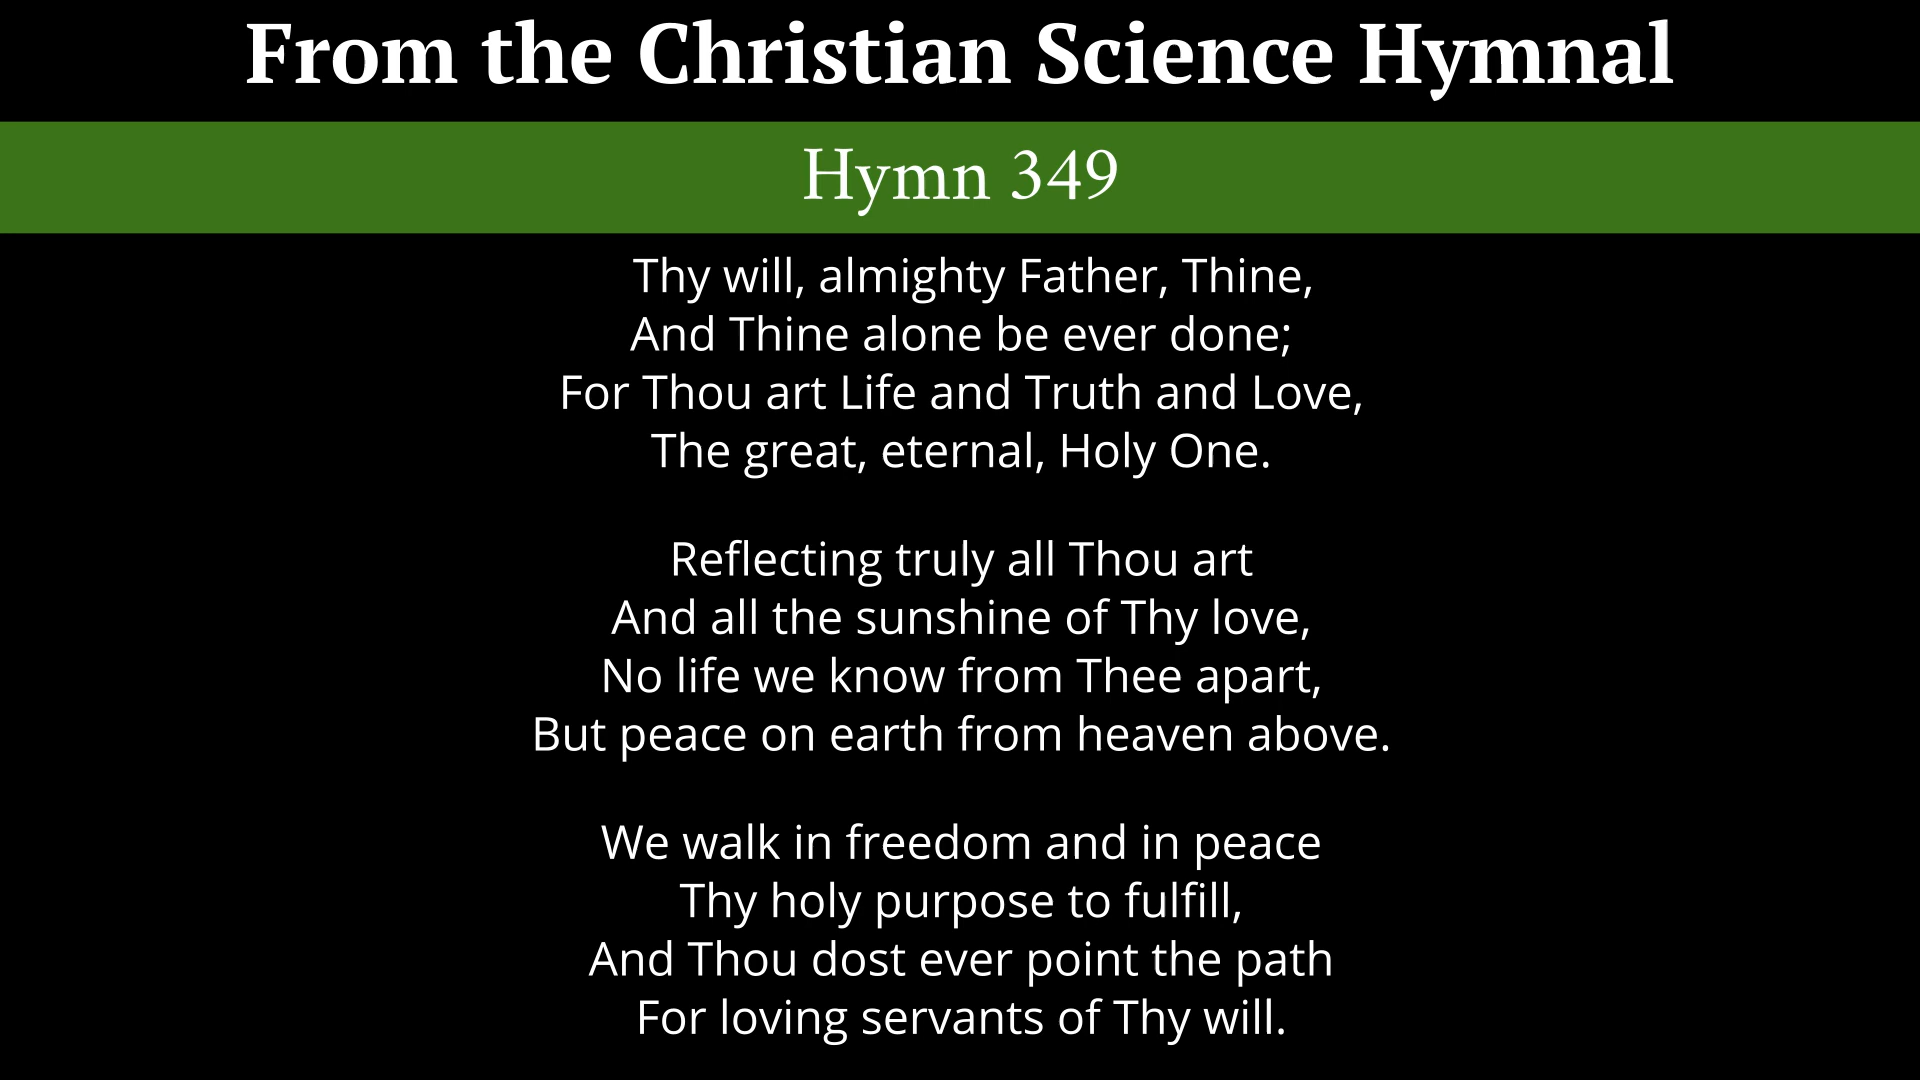 From the Christian Science Hymnal
Hymn 349
Thy will, almighty Father, Thine,
And Thine alone be ever done;
For Thou art Life and Truth and Love,
The great, eternal, Holy One.
Reflecting truly all Thou art
And all the sunshine of Thy love,
No life we know from Thee apart,
But peace on earth from heaven above.
We walk in freedom and in peace
Thy holy purpose to fulfill,
And Thou dost ever point the path
For loving servants of Thy will.